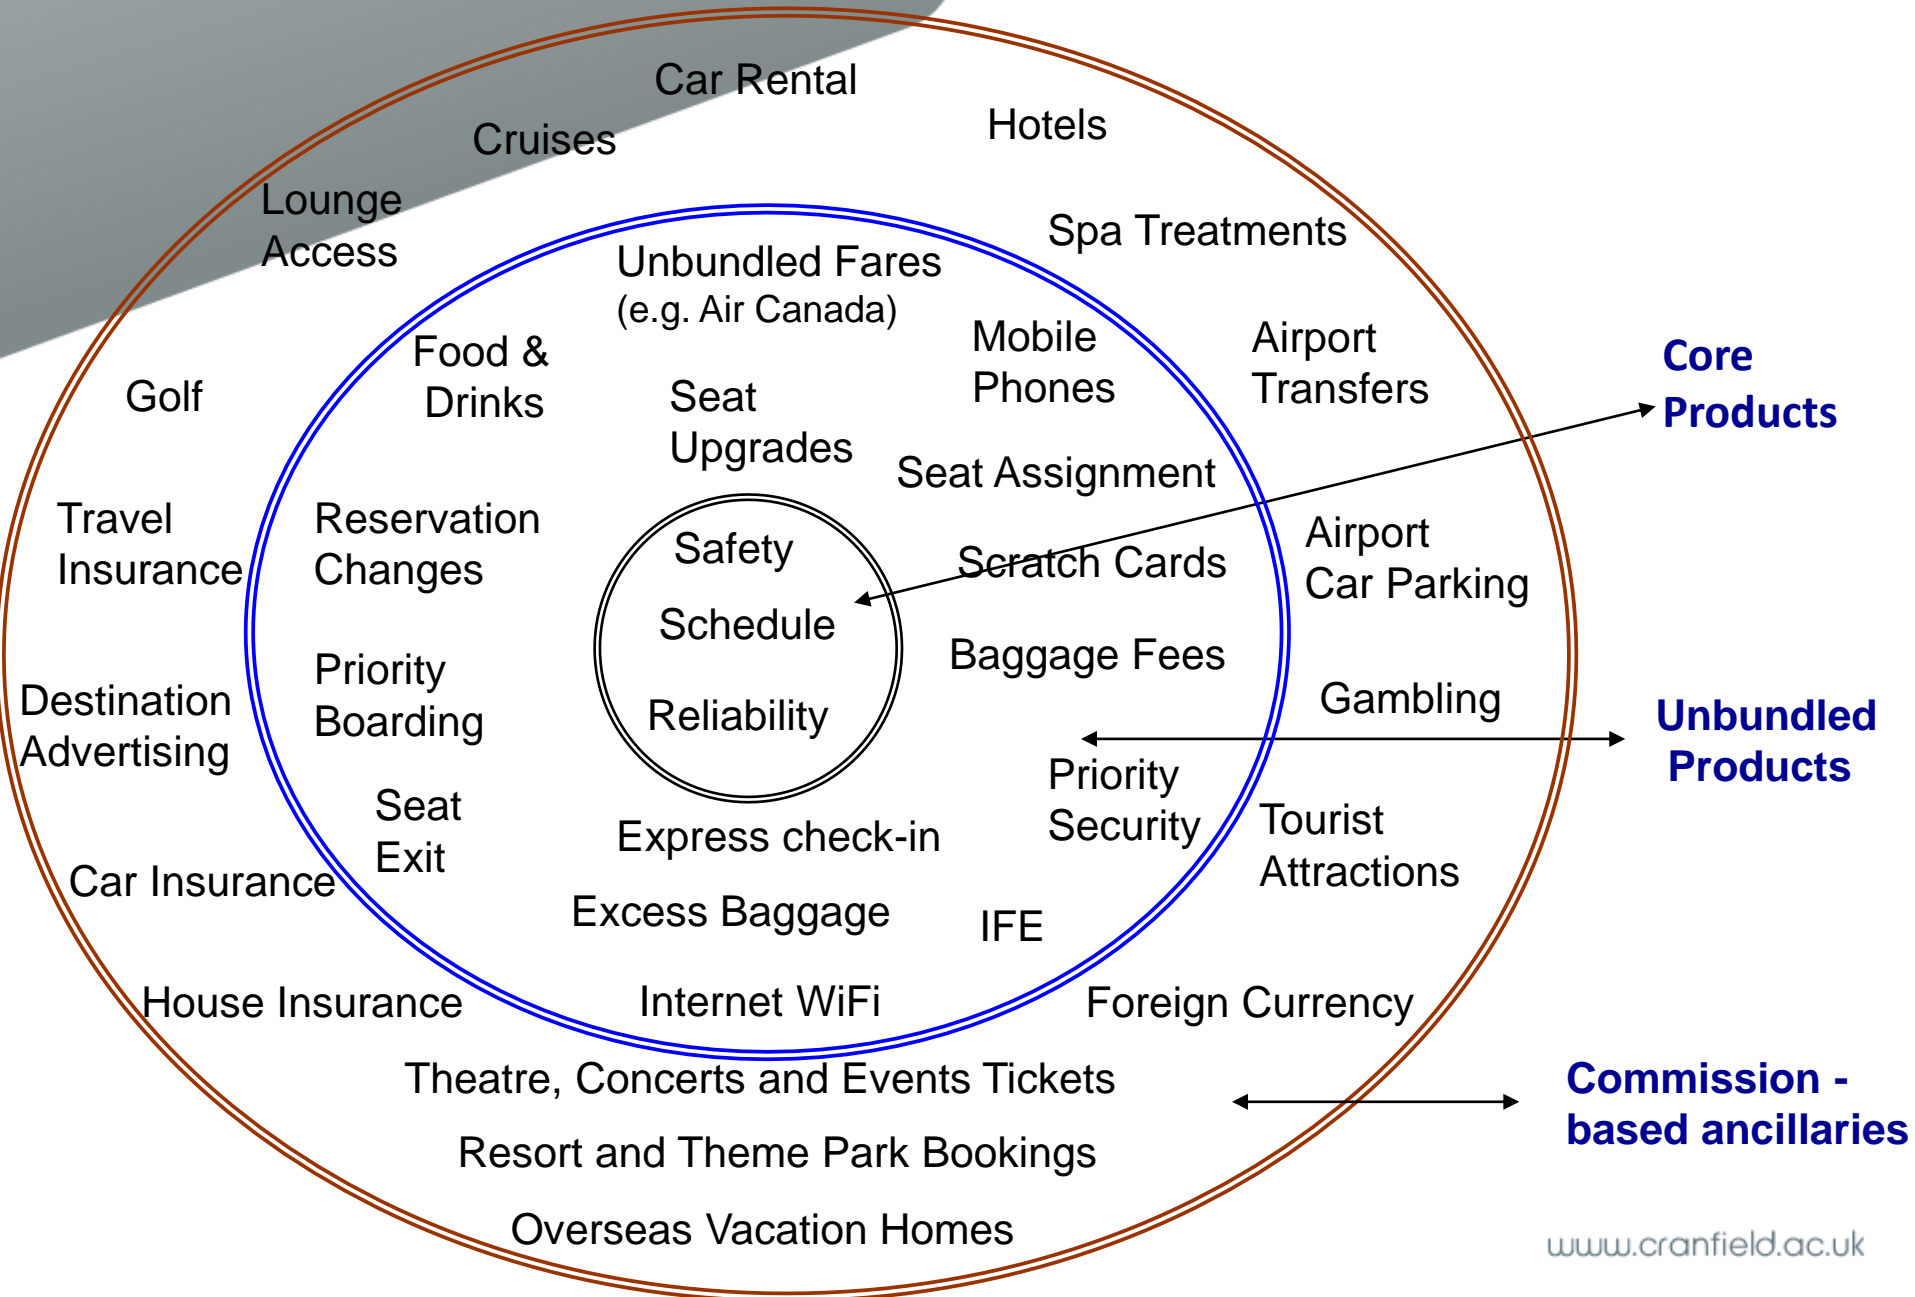 Car Rental
Hotels
Cruises
Lounge
Access
Spa Treatments
Unbundled Fares
(e.g. Air Canada)
Food &
Drinks
Mobile
Phones
Airport
Transfers
Core
Products
Golf
Seat
Upgrades
Seat Assignment
Travel
Insurance
Reservation
Changes
Safety
Scratch Cards
Airport
Car Parking
Schedule
Baggage Fees
Priority
Boarding
Destination
Advertising
Reliability
Gambling
Unbundled
Products
Priority
Security
Seat
Exit
Express check-in
Tourist
Attractions
Car Insurance
Excess Baggage
IFE
House Insurance
Internet WiFi
Foreign Currency
Theatre, Concerts and Events Tickets
Commission -
based ancillaries
Resort and Theme Park Bookings
Overseas Vacation Homes
www.cranfield.ac.uk